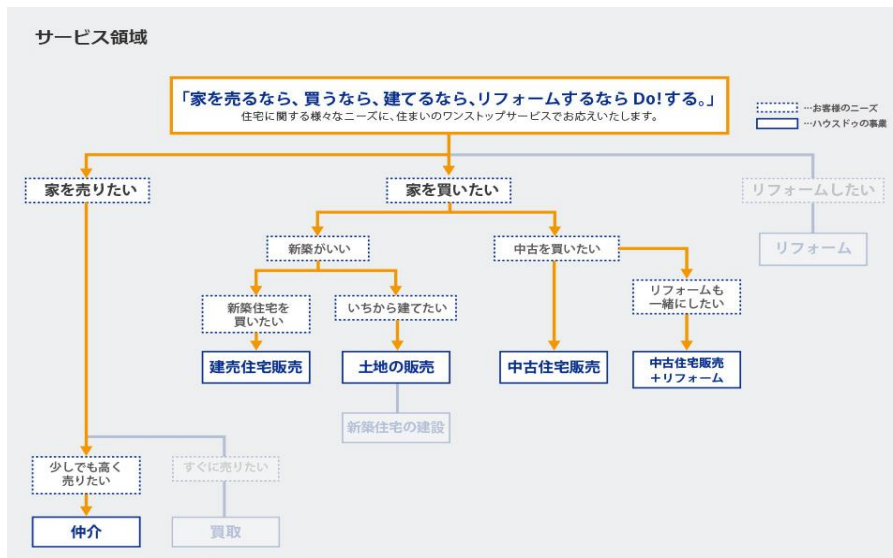 サービス領域
「家を売るなら、買うなら、建てるなら、リフォームするなら Do!する。」
住宅に関する様々なニーズに、住まいのワンストップサービスでお応えいたします。
…お客様のニーズ
…ハウスドゥの事業
家を売りたい
家を買いたい
リフォームしたい
新築がいい
中古を買いたい
リフォーム
新築住宅を
買いたい
いちから建てたい
リフォームも
一緒にしたい
建売住宅販売
土地の販売
中古住宅販売
中古住宅販売
＋リフォーム
新築住宅の建設
少しでも高く
売りたい
すぐに売りたい
仲介
買取